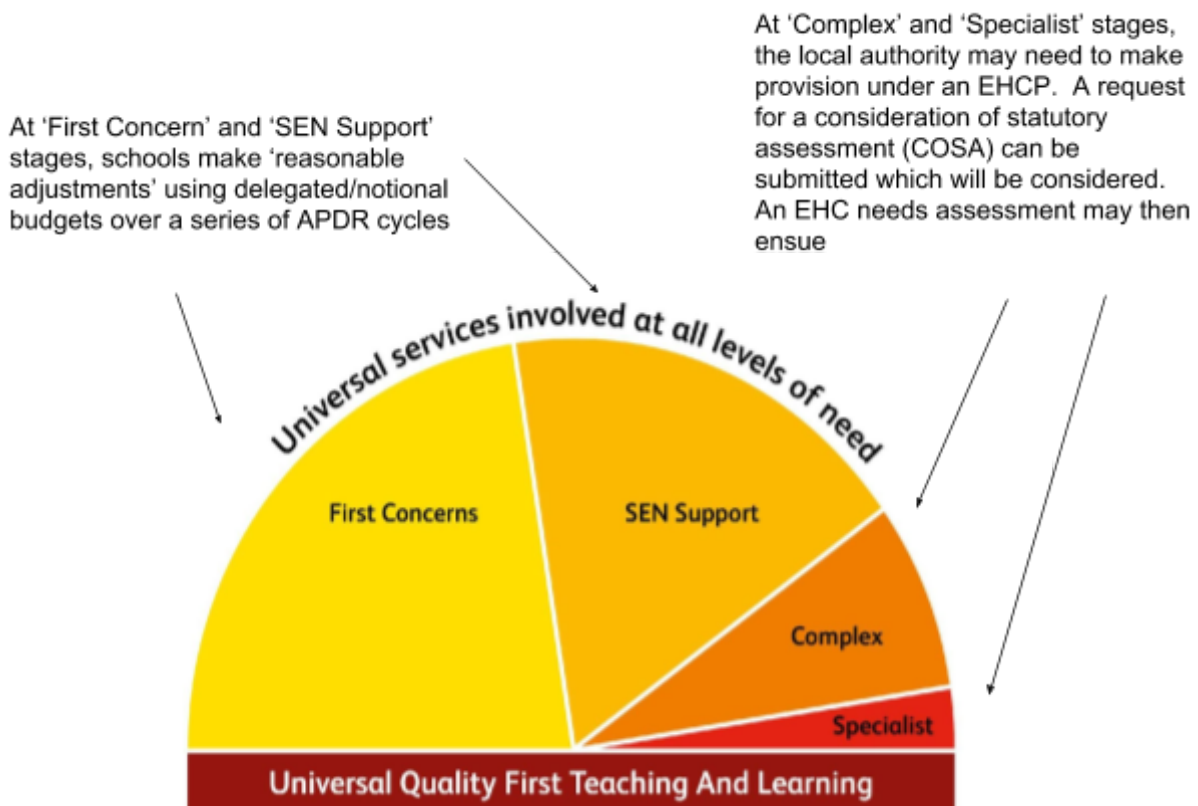 At ‘Complex’ and ‘Specialist’ stages,
the local authority may need to make
provision under an EHCP.  A request
for a consideration of statutory
assessment (COSA) can be
submitted which will be considered.
An EHC needs assessment may then
ensue
At ‘First Concern’ and ‘SEN Support’
stages, schools make ‘reasonable
adjustments’ using delegated/notional
budgets over a series of APDR cycles
Universal services involved at all levels of need
First Concerns
SEN Support
Complex
Specialist
Universal Quality First Teaching And Learning